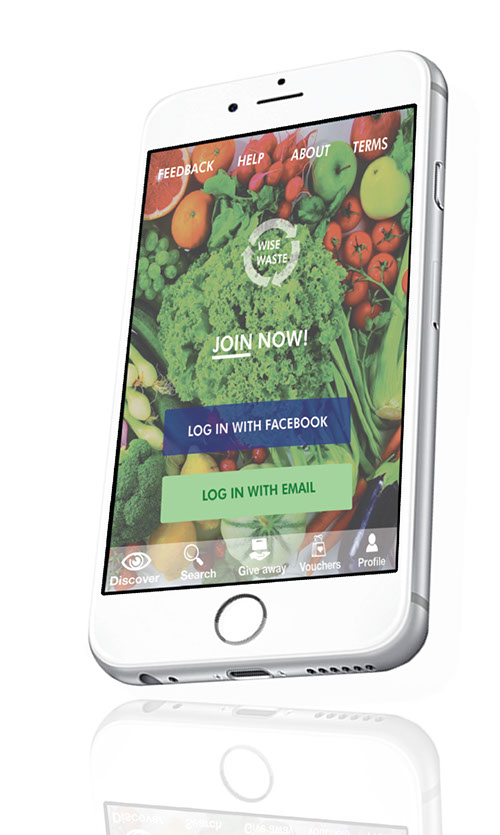 FEEDBACK HELP ABOUT TERMS
WISE
WASTE
JOIN NOW!
LOG IN WITH FACEBOOK
LOG IN WITH EMAIL
Discover Search Give away Vouchers Profile